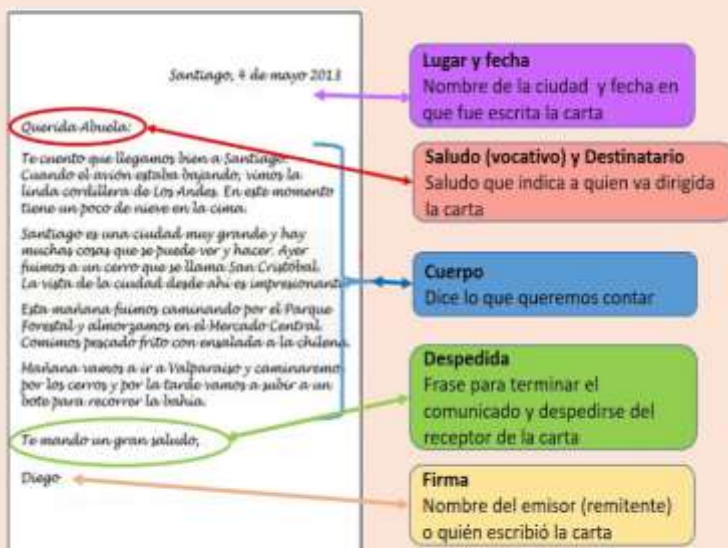 Santiago, 4 de mayo 2013
Querida Abuela:
Te cuento que llegamos bien a Santiago.
Cuando el avión estaba bajando, vimos la
linda cordillera de Los Andes. En este momento
tiene un poco de nieve en la cima.
Santiago es una ciudad muy grande y hay
muchas cosas que se puede ver y hacer. Ayer
fuimos a un cerro que se llama San Cristóbal.
La vista de la ciudad desde ahí es impresionant
Esta mañana fuimos caminando por el Parque
Forestal y almorzamos en el Mercado Central.
Comimos pescado frito con ensalada a la chilena.
Mañana vamos a ir a Valparaíso y caminaremo
por los cerros y por la tarde vamos a subir a un
bote para recorrer la bahía.
Te mando un gran saludo,
Diego
Lugar y fecha
Nombre de la ciudad y fecha en
que fue escrita la carta
Saludo (vocativo) y Destinatario
Saludo que indica a quien va dirigida
la carta
Cuerpo
Dice lo que queremos contar
Despedida
Frase para terminar el
comunicado y despedirse del
receptor de la carta
Firma
Nombre del emisor (remitente)
o quién escribió la carta